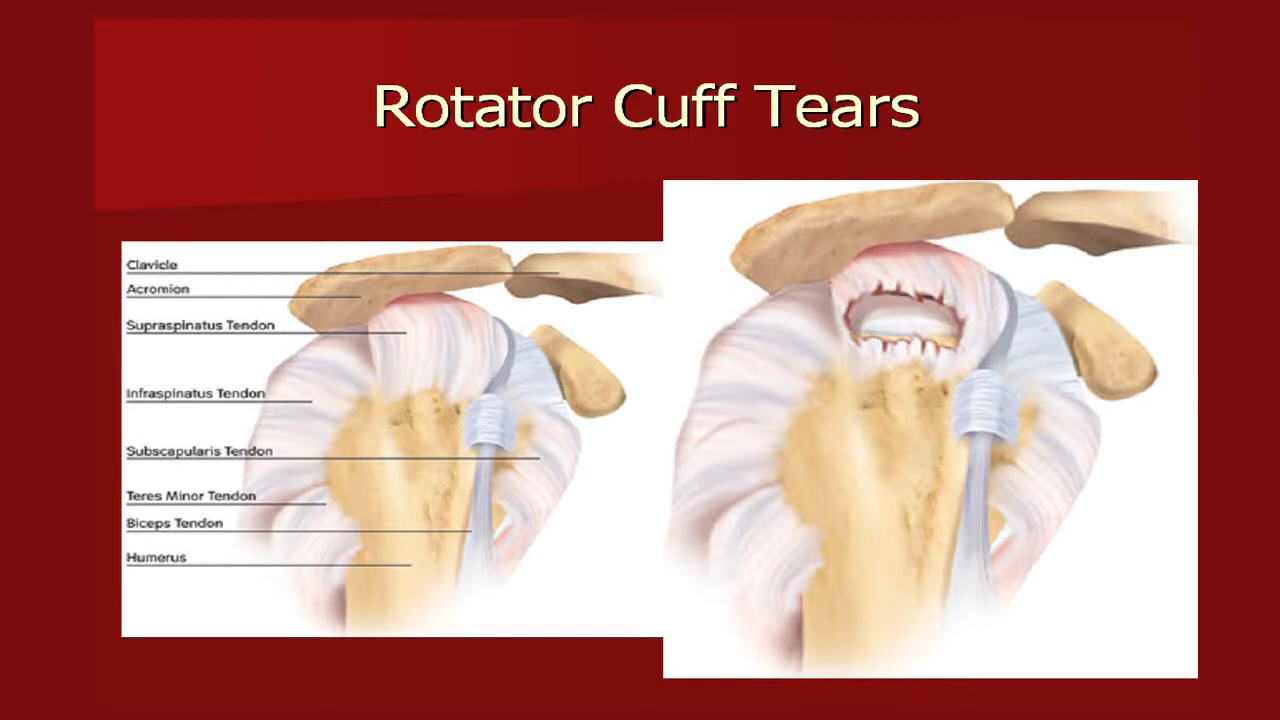 Rotator Cuff Tears
Clavicle
Acromion
Supraspinatus Tendon
Infraspinatus Tendon
Subscapularis Tendon
Teres Minor Tendon
Biceps Tendon
Humerus